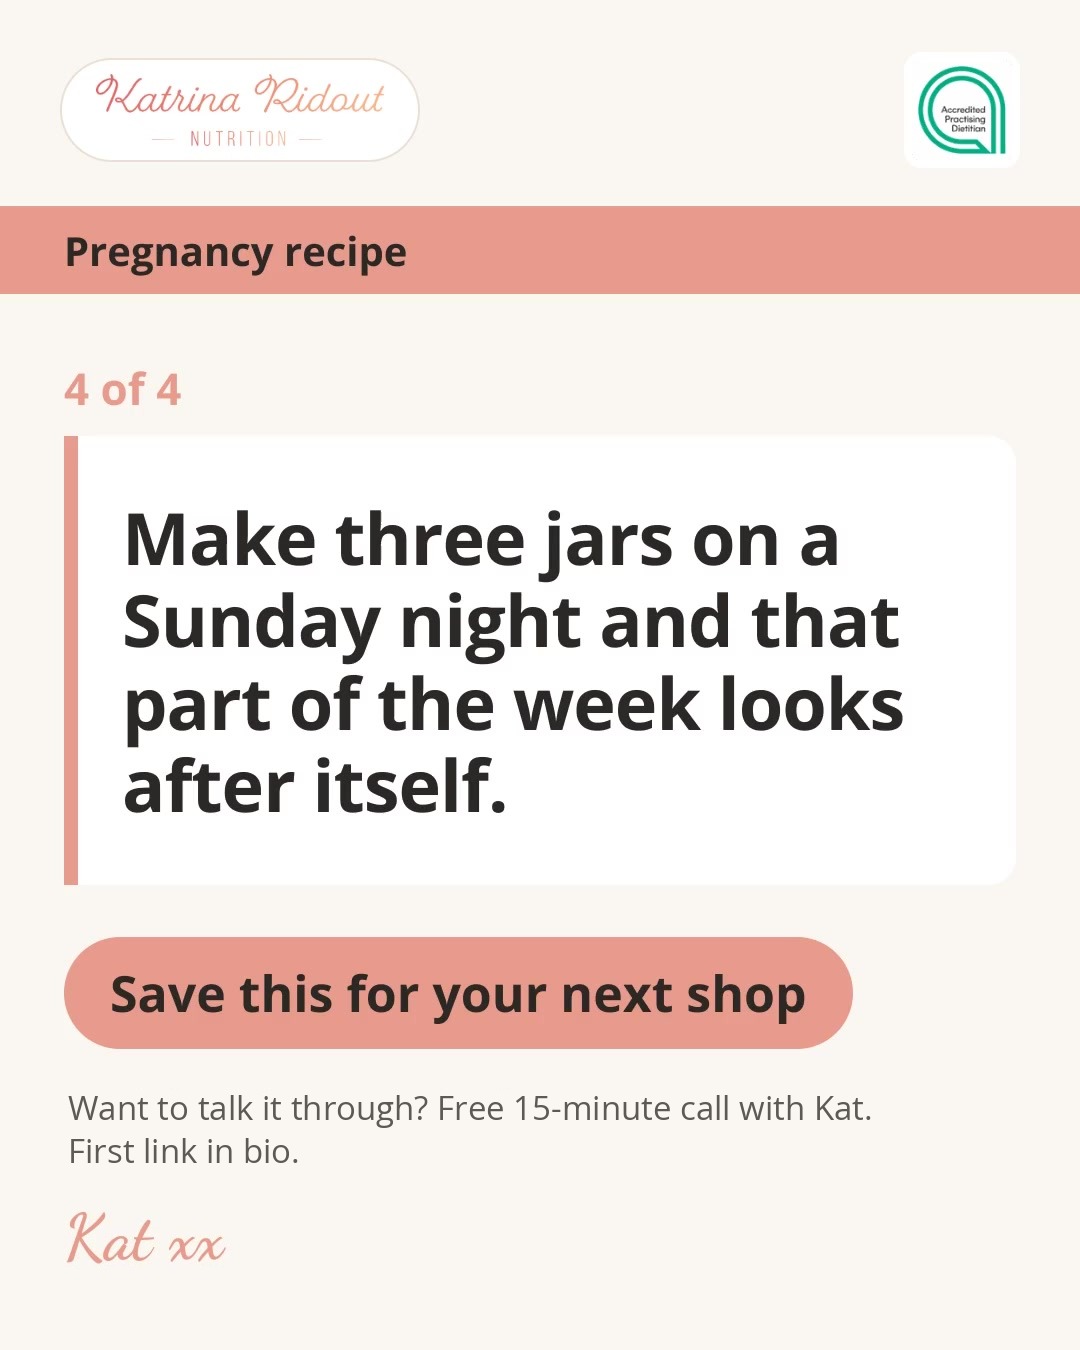 Katrina Ridout
NUTRITION
Accredited
Practising
Dietitian
Pregnancy recipe
4 of 4
Make three jars on a
Sunday night and that
part of the week looks
after itself.
Save this for your next shop
Want to talk it through? Free 15-minute call with Kat.
First link in bio.
Kat xx